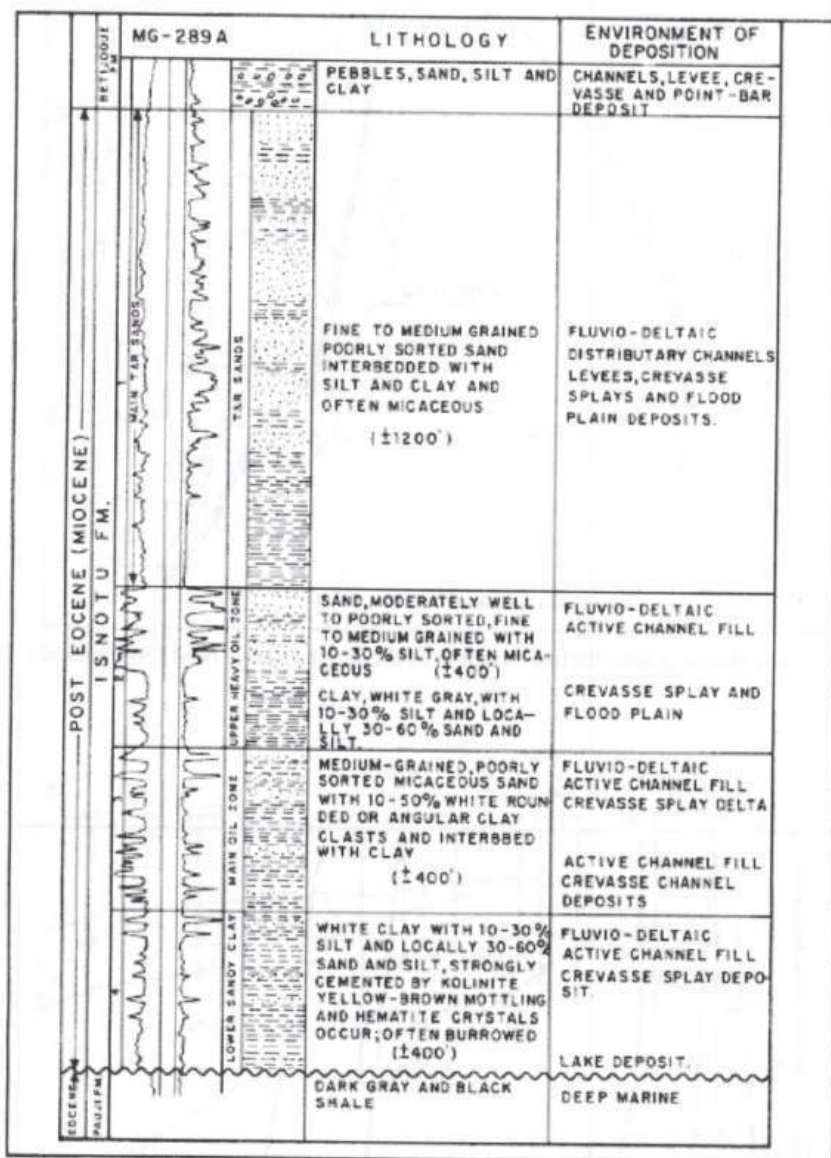 BETIJOQUE FM
MG-289A
LITHOLOGY
ENVIRONMENT OF
DEPOSITION
PEBBLES, SAND, SILT AND
CLAY
CHANNELS, LEVEE, CRE-
VASSE AND POINT-BAR
DEPOSIT
POST EOCENE (MIOCENE)
ISNOTU FM.
MAIN TAR SANDS
1
TAR SANDS
FINE TO MEDIUM GRAINED
POORLY SORTED SAND
INTERBEDDED WITH
SILT AND CLAY AND
OFTEN MICACEOUS
(±1200')
FLUVIO-DELTAIC
DISTRIBUTARY CHANNELS
LEVEES, CREVASSE
SPLAYS AND FLOOD
PLAIN DEPOSITS.
2
UPPER HEAVY OIL ZONE
SAND, MODERATELY WELL
TO POORLY SORTED, FINE
TO MEDIUM GRAINED WITH
10-30% SILT, OFTEN MICA-
CEOUS (±400')
CLAY, WHITE GRAY, WITH
10-30% SILT AND LOCA-
LLY 30-60% SAND AND
SILT.
FLUVIO-DELTAIC
ACTIVE CHANNEL FILL
CREVASSE SPLAY AND
FLOOD PLAIN
3
MAIN OIL ZONE
MEDIUM-GRAINED, POORLY
SORTED MICACEOUS SAND
WITH 10-50% WHITE ROUN-
DED OR ANGULAR CLAY
CLASTS AND INTERBBED
WITH CLAY
(±400')
FLUVIO-DELTAIC
ACTIVE CHANNEL FILL
CREVASSE SPLAY DELTA
ACTIVE CHANNEL FILL
CREVASSE CHANNEL
DEPOSITS
4
LOWER SANDY CLAY
WHITE CLAY WITH 10-30%
SILT AND LOCALLY 30-60%
SAND AND SILT, STRONGLY
CEMENTED BY KOLINITE
YELLOW-BROWN MOTTLING
AND HEMATITE CRYSTALS
OCCUR; OFTEN BURROWED
(±400')
FLUVIO-DELTAIC
ACTIVE CHANNEL FILL
CREVASSE SPLAY DEPO-
SIT.
LAKE DEPOSIT.
EOCENE
PAUJI FM.
DARK GRAY AND BLACK
SHALE
DEEP MARINE